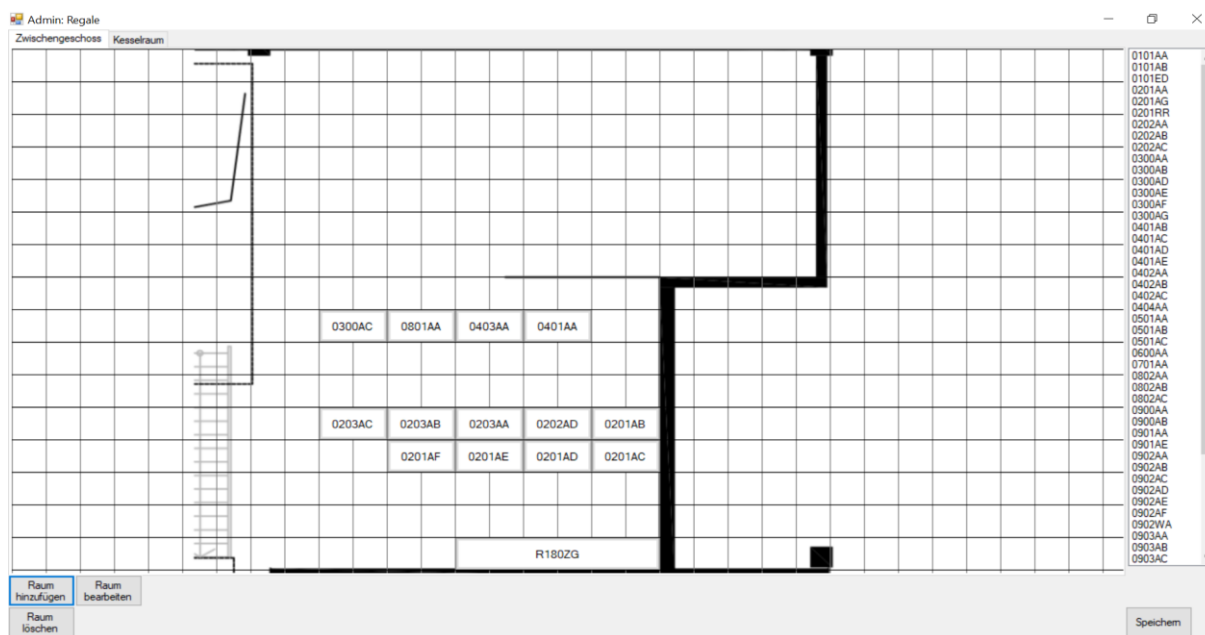 Admin: Regale
Zwischengeschoss Kesselraum
0300AC 0801AA 0403AA 0401AA
0203AC 0203AB 0203AA 0202AD 0201AB
0201AF 0201AE 0201AD 0201AC
R180ZG
0101AA
0101AB
0101ED
0201AA
0201AG
0201RR
0202AA
0202AB
0202AC
0300AA
0300AB
0300AD
0300AE
0300AF
0300AG
0401AB
0401AC
0401AD
0401AE
0402AA
0402AB
0402AC
0404AA
0501AA
0501AB
0501AC
0600AA
0701AA
0802AA
0802AB
0802AC
0900AA
0900AB
0901AA
0901AE
0902AA
0902AB
0902AC
0902AD
0902AE
0902AF
0902WA
0903AA
0903AB
0903AC
Raum
hinzufügen
Raum
bearbeiten
Raum
löschen
Speichern